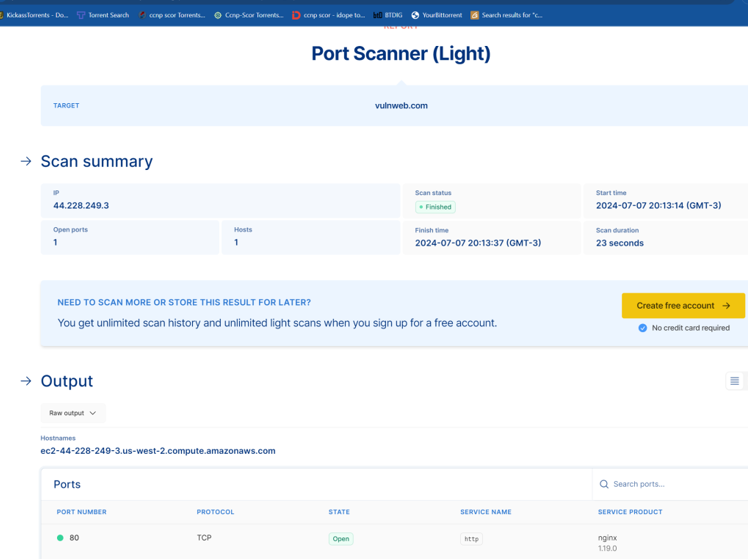 KickassTorrents - Do... Torrent Search ccnp scor Torrents... Ccnp-Scor Torrents... ccnp scor - idope to... BTDIG YourBittorrent Search results for "c...
REPORT
Port Scanner (Light)
TARGET vulnweb.com
→ Scan summary
IP
44.228.249.3
Scan status
Finished
Start time
2024-07-07 20:13:14 (GMT-3)
Open ports
1
Hosts
1
Finish time
2024-07-07 20:13:37 (GMT-3)
Scan duration
23 seconds
NEED TO SCAN MORE OR STORE THIS RESULT FOR LATER?
You get unlimited scan history and unlimited light scans when you sign up for a free account.
Create free account →
No credit card required
→ Output
Raw output
Hostnames
ec2-44-228-249-3.us-west-2.compute.amazonaws.com
Ports Search ports...
PORT NUMBER PROTOCOL STATE SERVICE NAME SERVICE PRODUCT
80 TCP Open http nginx
1.19.0